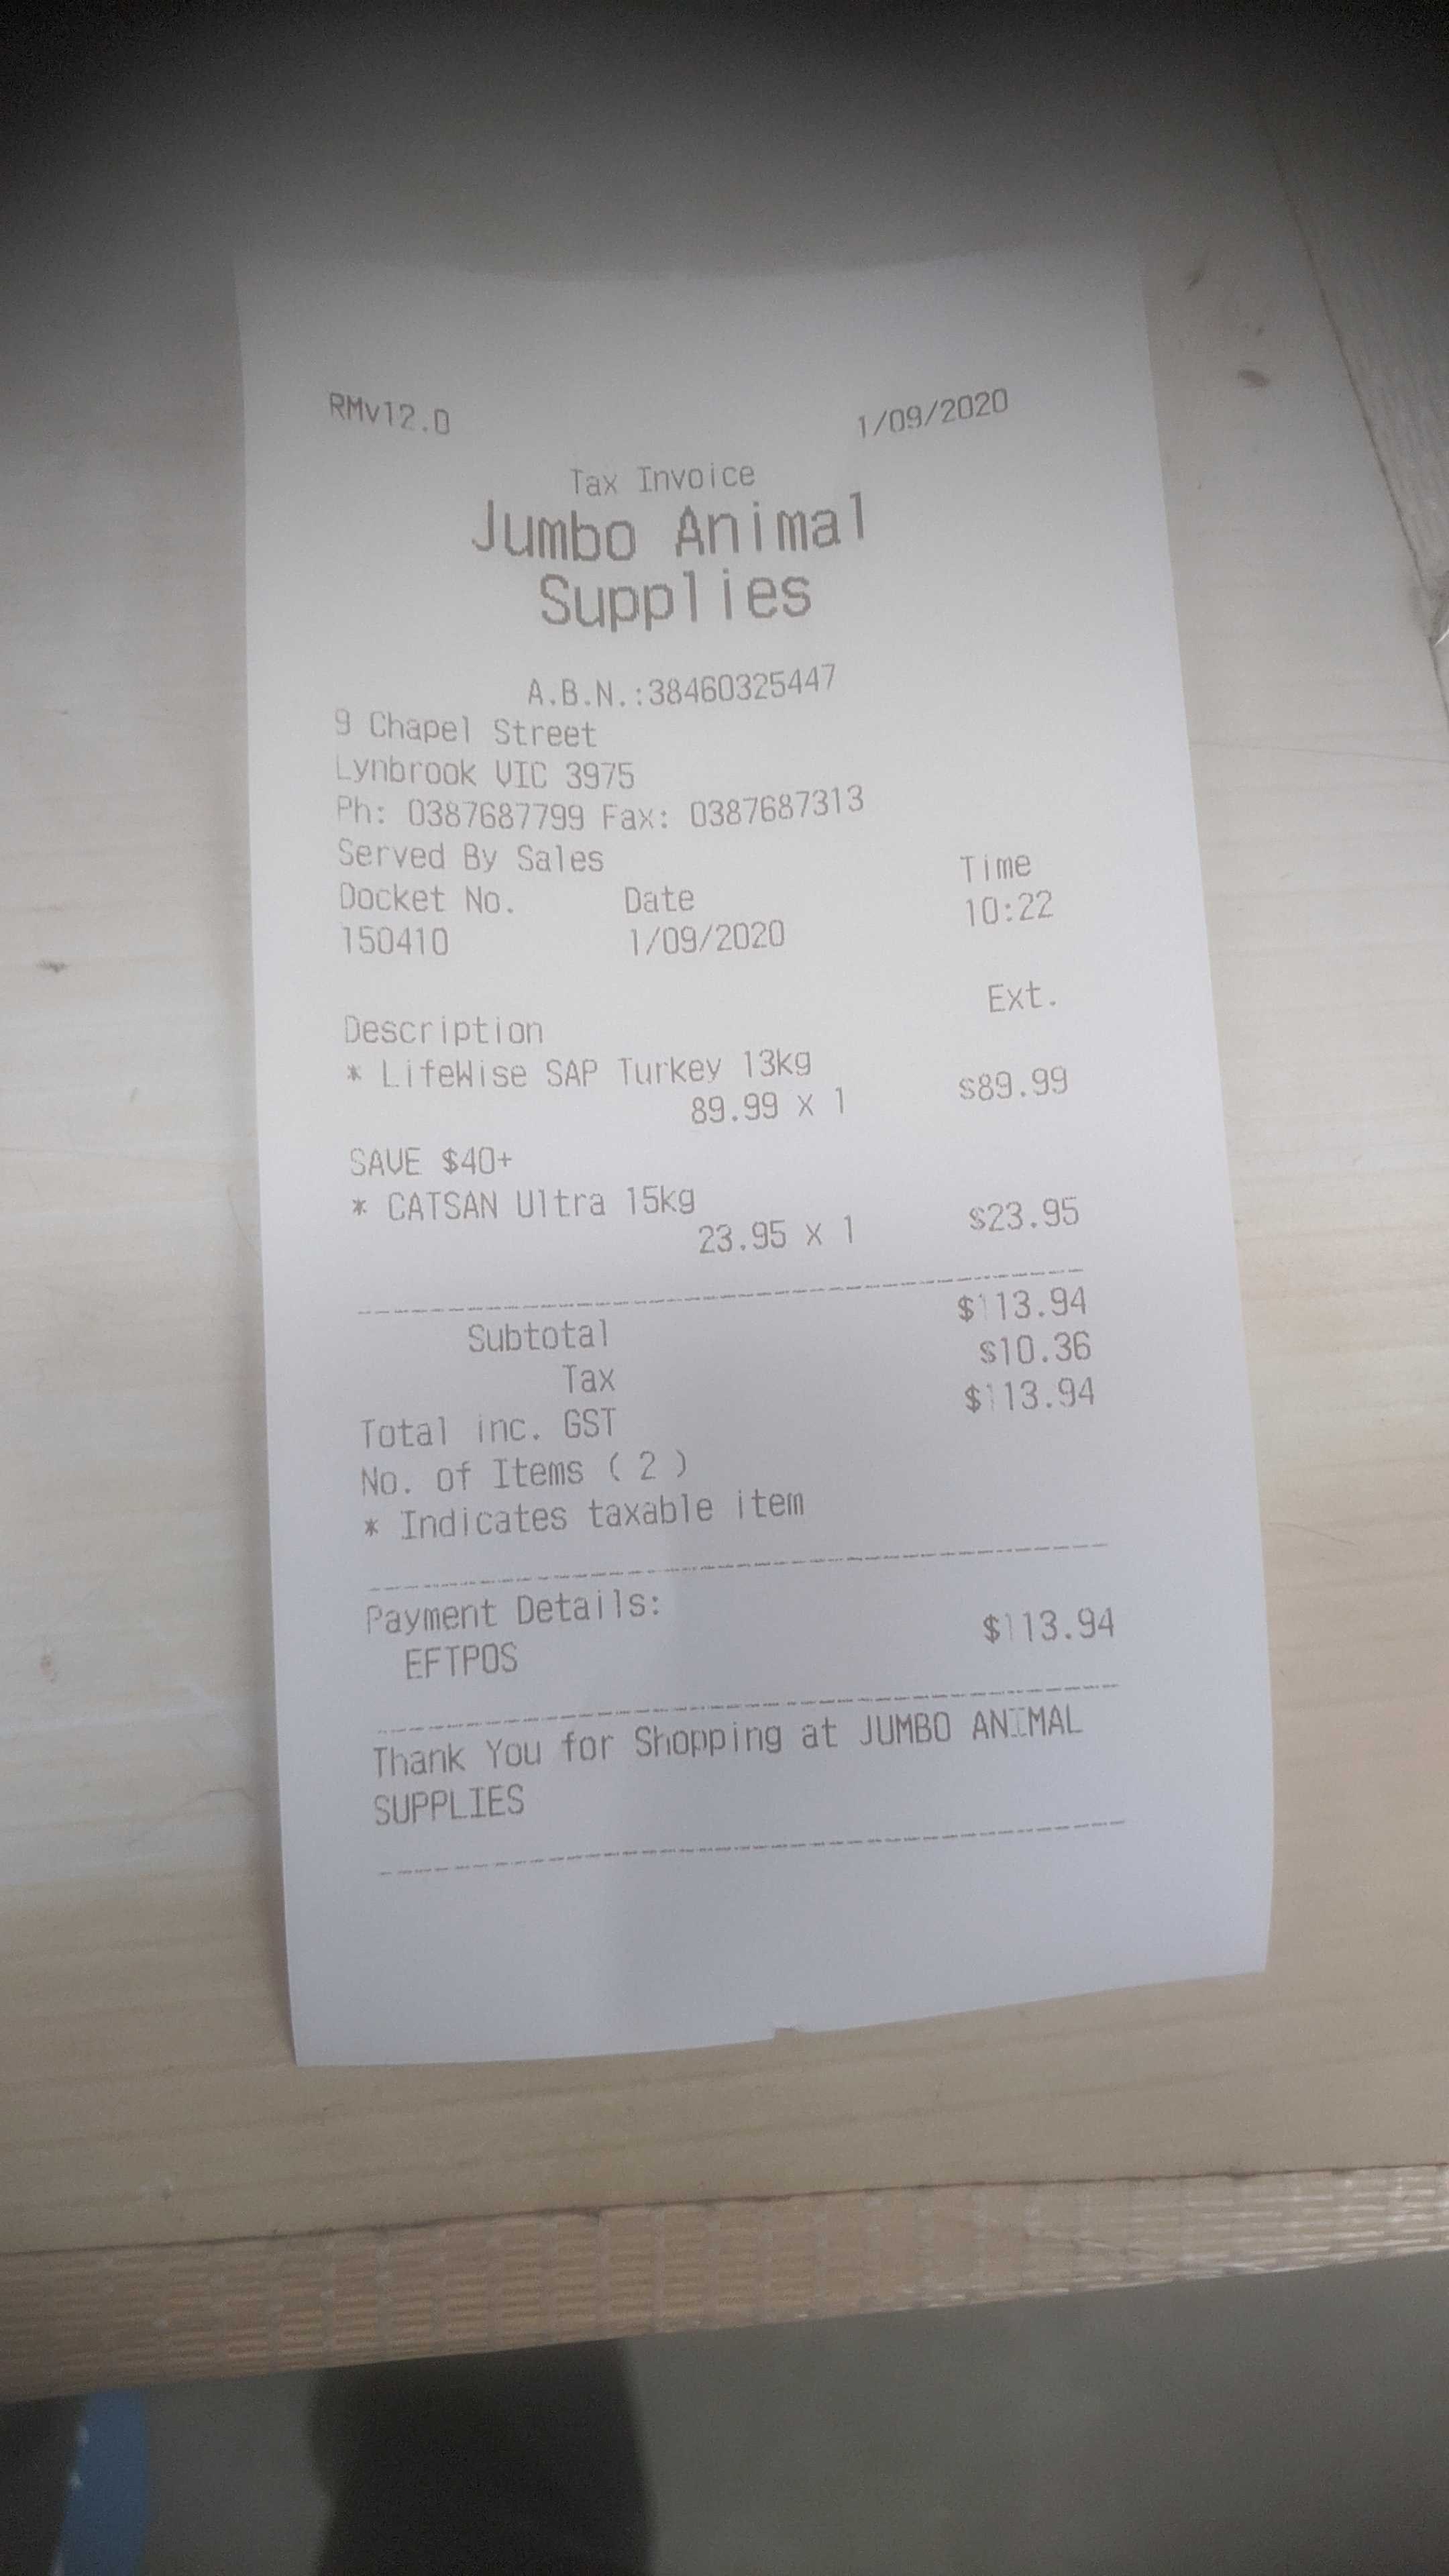 RMv12.0 1/09/2020
Tax Invoice
Jumbo Animal
Supplies
A.B.N.:38460325447
9 Chapel Street
Lynbrook VIC 3975
Ph: 0387687799 Fax: 0387687313
Served By Sales
Docket No. Date Time
150410 1/09/2020 10:22
Description Ext.
* LifeWise SAP Turkey 13kg
89.99 X 1 $89.99
SAVE $40+
* CATSAN Ultra 15kg
23.95 X 1 $23.95
Subtotal $113.94
Tax $10.36
Total inc. GST $113.94
No. of Items ( 2 )
* Indicates taxable item
Payment Details:
EFTPOS $113.94
Thank You for Shopping at JUMBO ANIMAL
SUPPLIES